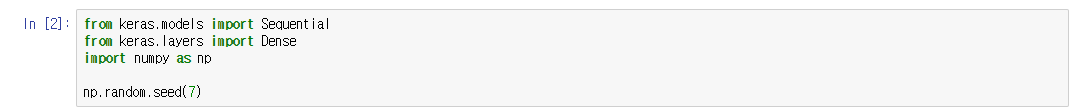 In [2]: from keras.models import Sequential
from keras.layers import Dense
import numpy as np
np.random.seed(7)